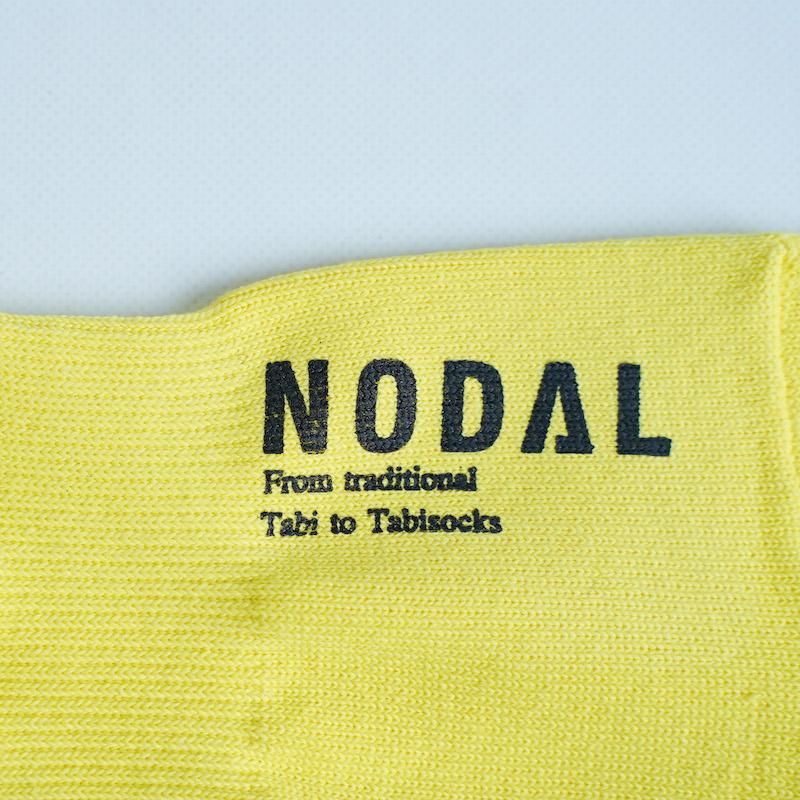 NODAL
From traditional
Tabi to Tabisocks